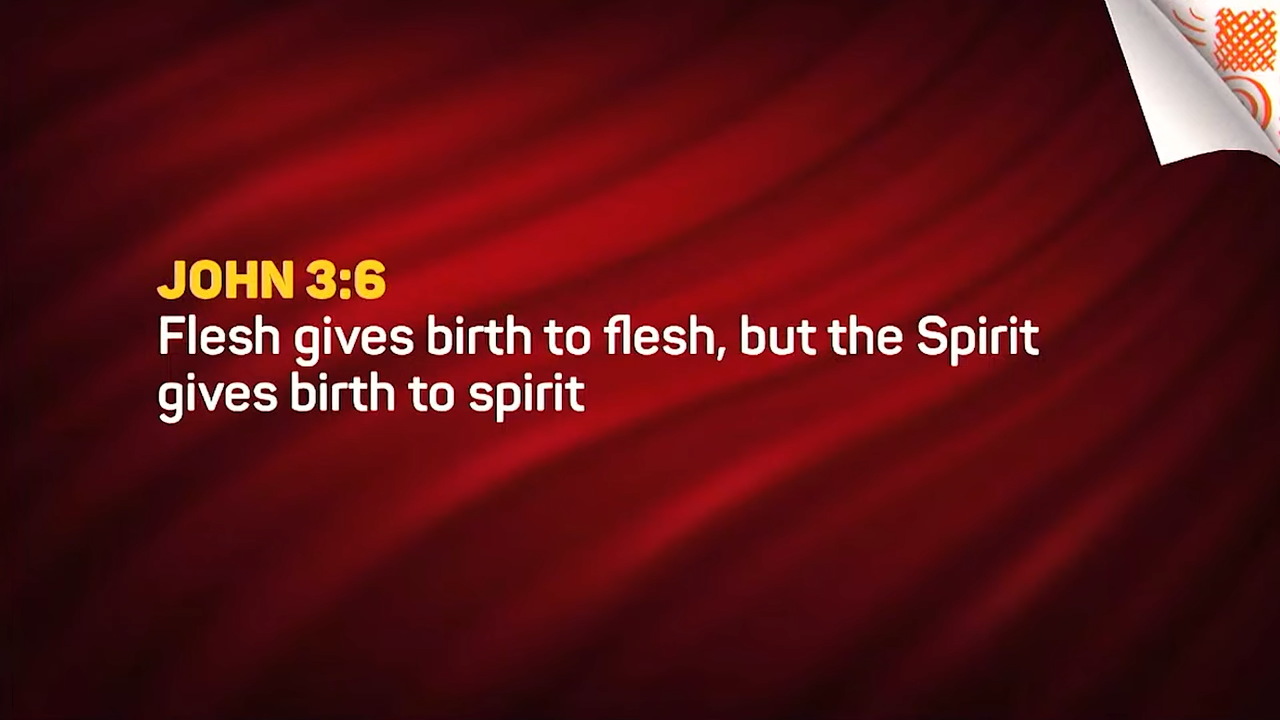 JOHN 3:6
Flesh gives birth to flesh, but the Spirit
gives birth to spirit